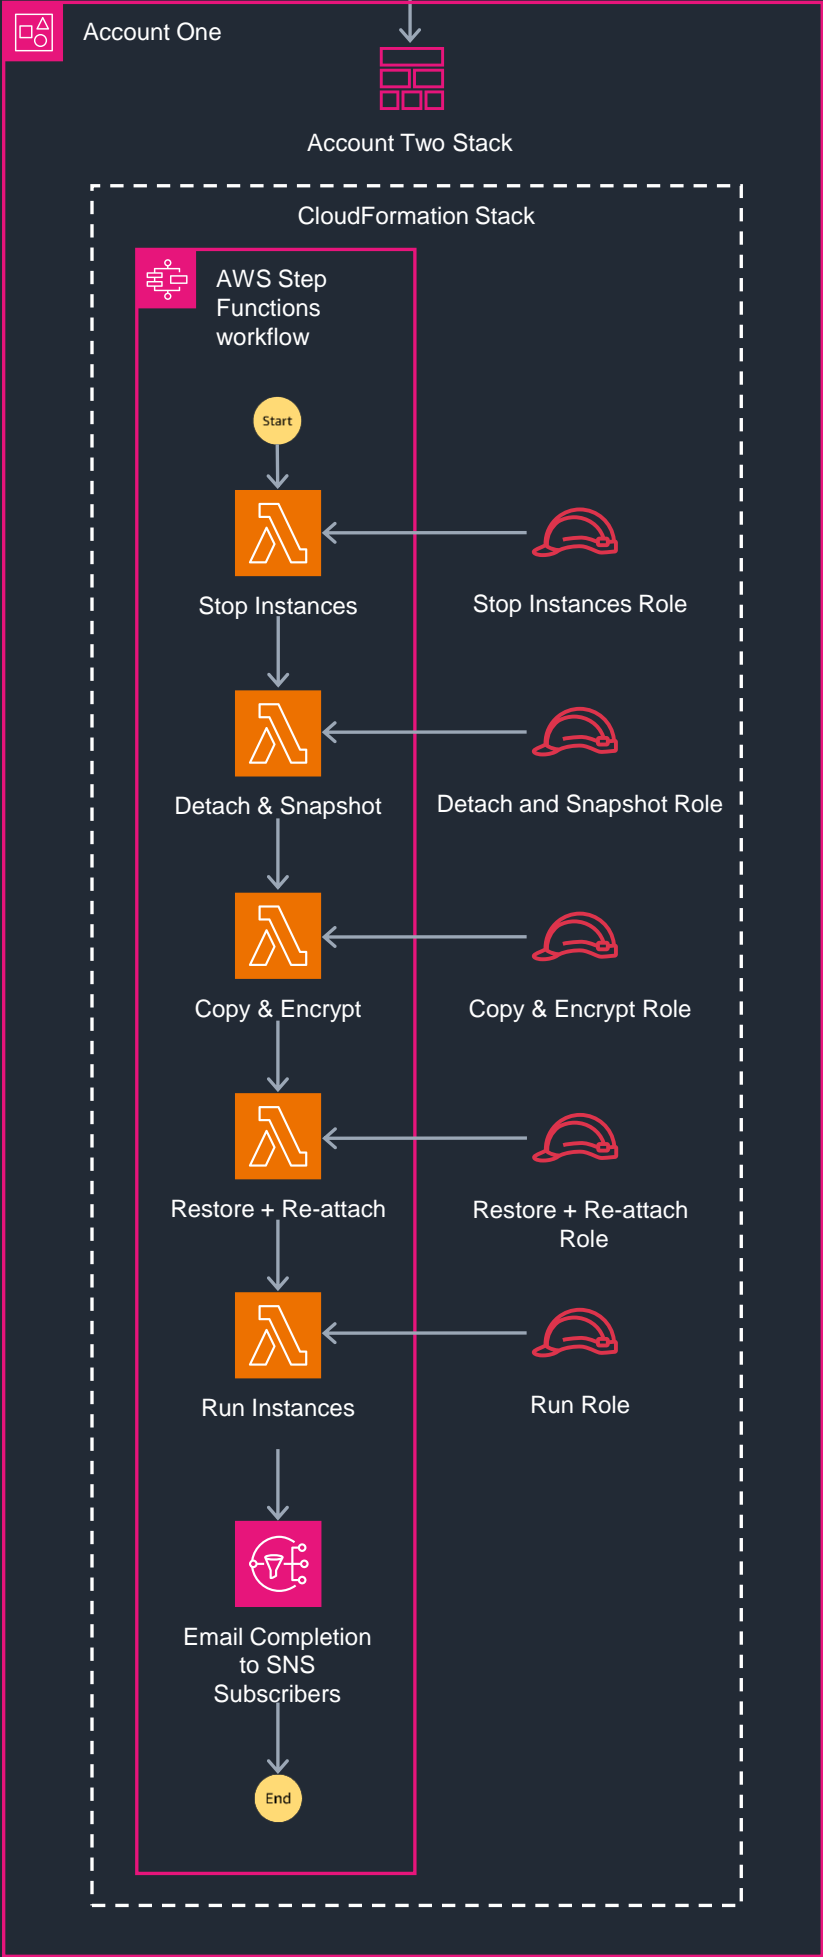 Account One
Account Two Stack
CloudFormation Stack
AWS Step
Functions
workflow
Start
Stop Instances
Stop Instances Role
Detach & Snapshot
Detach and Snapshot Role
Copy & Encrypt
Copy & Encrypt Role
Restore + Re-attach
Restore + Re-attach
Role
Run Instances
Run Role
Email Completion
to SNS
Subscribers
End